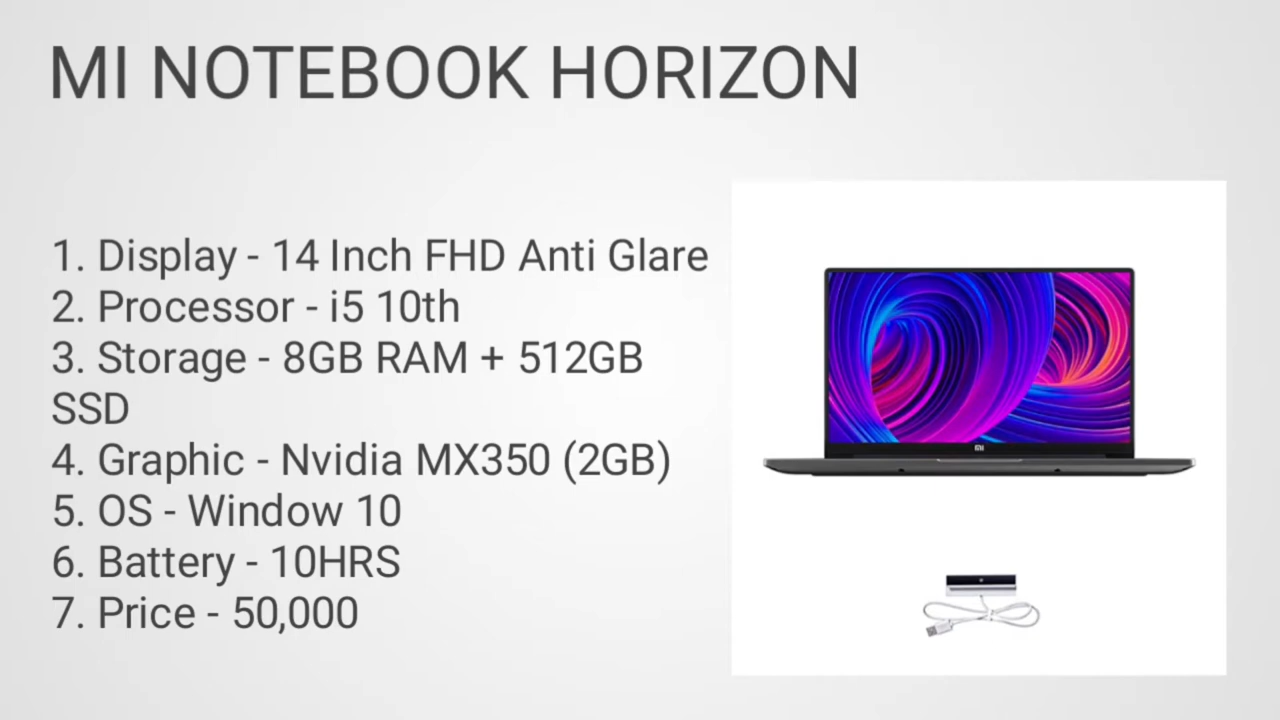 MI NOTEBOOK HORIZON
1. Display - 14 Inch FHD Anti Glare
2. Processor - i5 10th
3. Storage - 8GB RAM + 512GB
SSD
4. Graphic - Nvidia MX350 (2GB)
5. OS - Window 10
6. Battery - 10HRS
7. Price - 50,000
mi